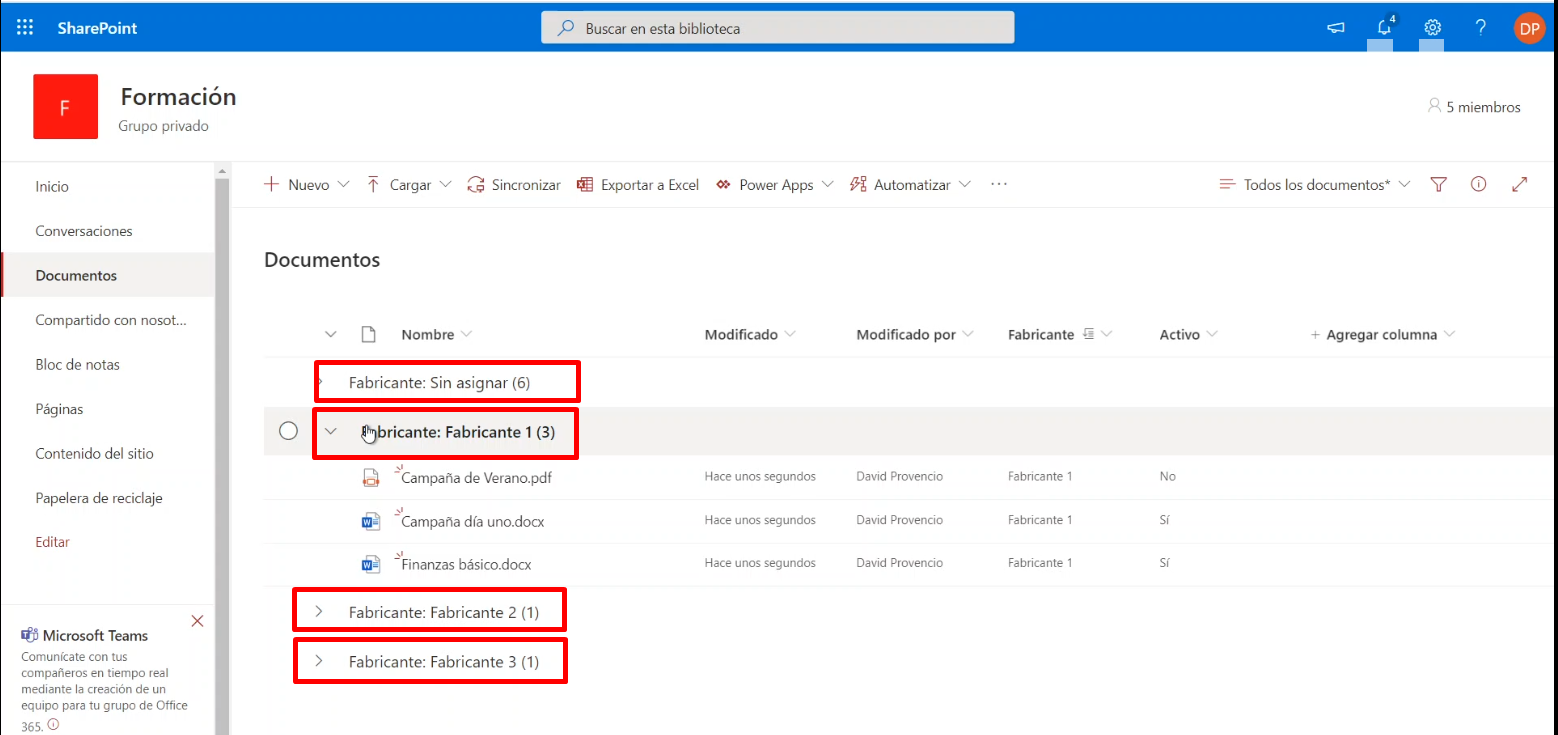 SharePoint
Buscar en esta biblioteca
4
DP
F
Formación
Grupo privado
5 miembros
Inicio
Conversaciones
Documentos
Compartido con nosot...
Bloc de notas
Páginas
Contenido del sitio
Papelera de reciclaje
Editar
Microsoft Teams
Comunícate con tus
compañeros en tiempo real
mediante la creación de un
equipo para tu grupo de Office
365.
Nuevo Cargar Sincronizar Exportar a Excel Power Apps Automatizar ... Todos los documentos*
Documentos
Nombre Modificado Modificado por Fabricante Activo + Agregar columna
Fabricante: Sin asignar (6)
Fabricante: Fabricante 1 (3)
Campaña de Verano.pdf Hace unos segundos David Provencio Fabricante 1 No
Campaña día uno.docx Hace unos segundos David Provencio Fabricante 1 Sí
Finanzas básico.docx Hace unos segundos David Provencio Fabricante 1 Sí
Fabricante: Fabricante 2 (1)
Fabricante: Fabricante 3 (1)